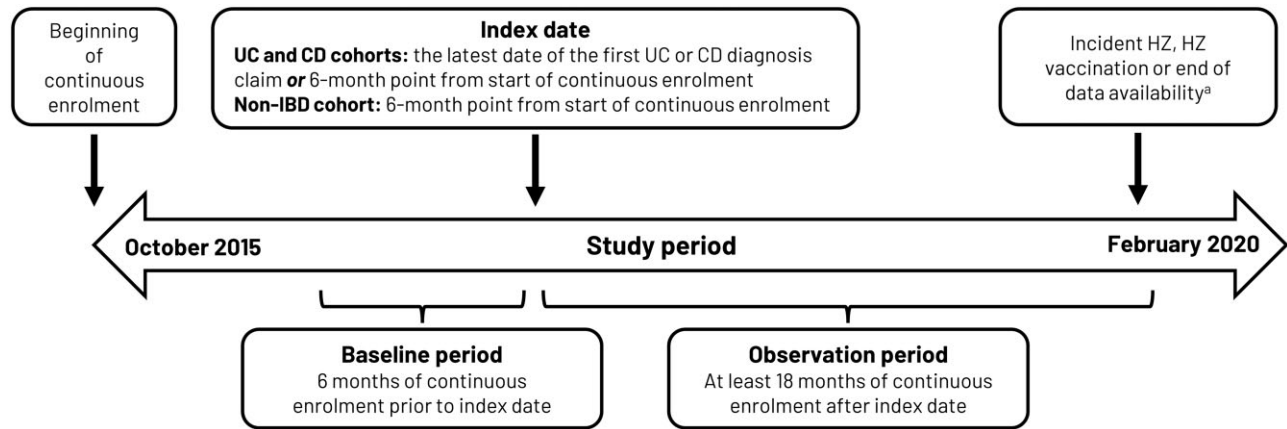 Beginning
of
continuous
enrolment
Index date
UC and CD cohorts: the latest date of the first UC or CD diagnosis
claim or 6-month point from start of continuous enrolment
Non-IBD cohort: 6-month point from start of continuous enrolment
Incident HZ, HZ
vaccination or end of
data availabilityᵃ
October 2015
Study period
February 2020
Baseline period
6 months of continuous
enrolment prior to index date
Observation period
At least 18 months of continuous
enrolment after index date